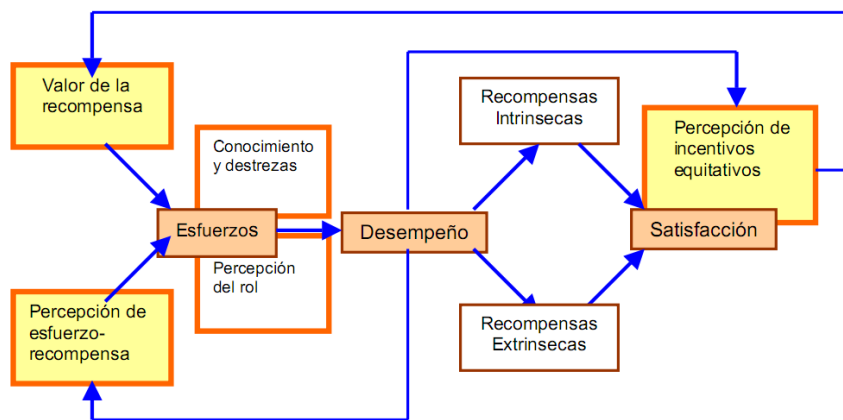 Valor de la
recompensa
Conocimiento
y destrezas
Recompensas
Intrinsecas
Percepción de
incentivos
equitativos
Esfuerzos
Desempeño
Satisfacción
Percepción
del rol
Percepción de
esfuerzo-
recompensa
Recompensas
Extrinsecas